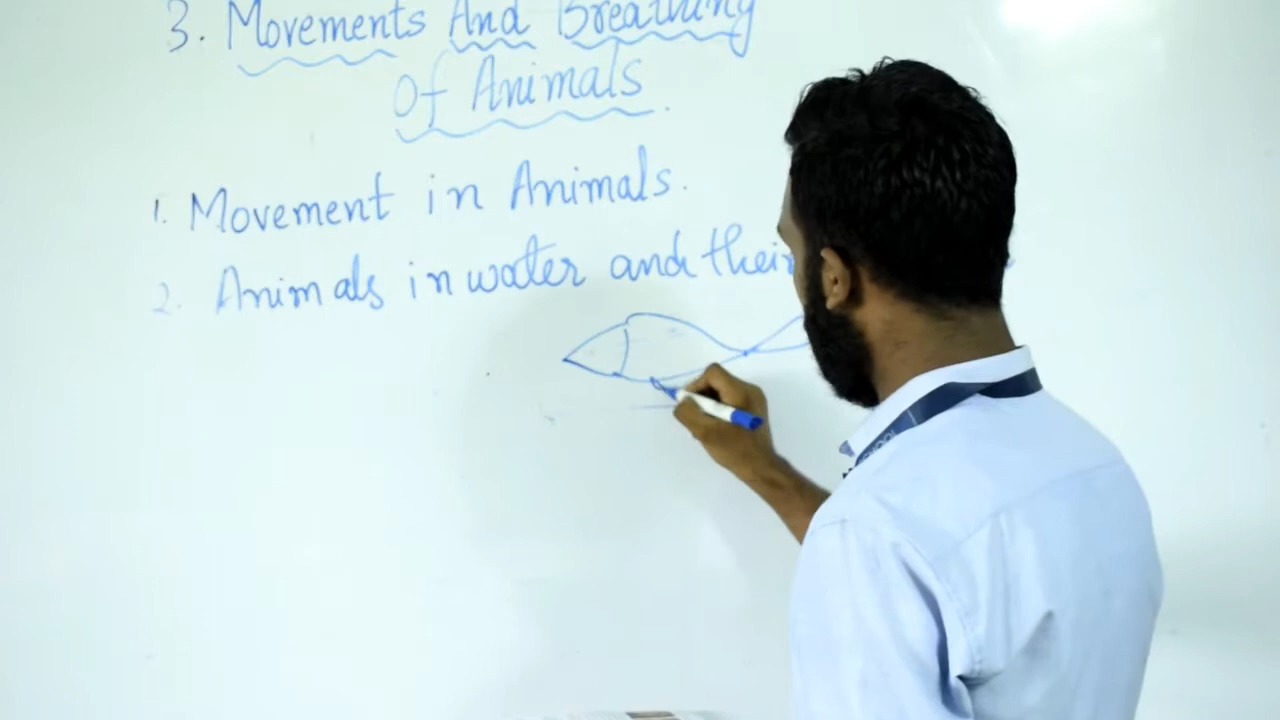 3. Movements And Breathing
Of Animals.
1. Movement in Animals.
2. Animals in water and their